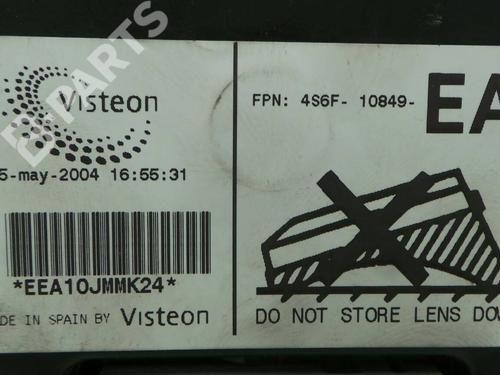 B-PARTS
Visteon
5-may-2004 16:55:31
*EEA10JMMK24*
DE IN SPAIN BY Visteon
FPN: 4S6F- 10849- EA
DO NOT STORE LENS DOW